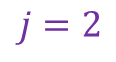 j = 2